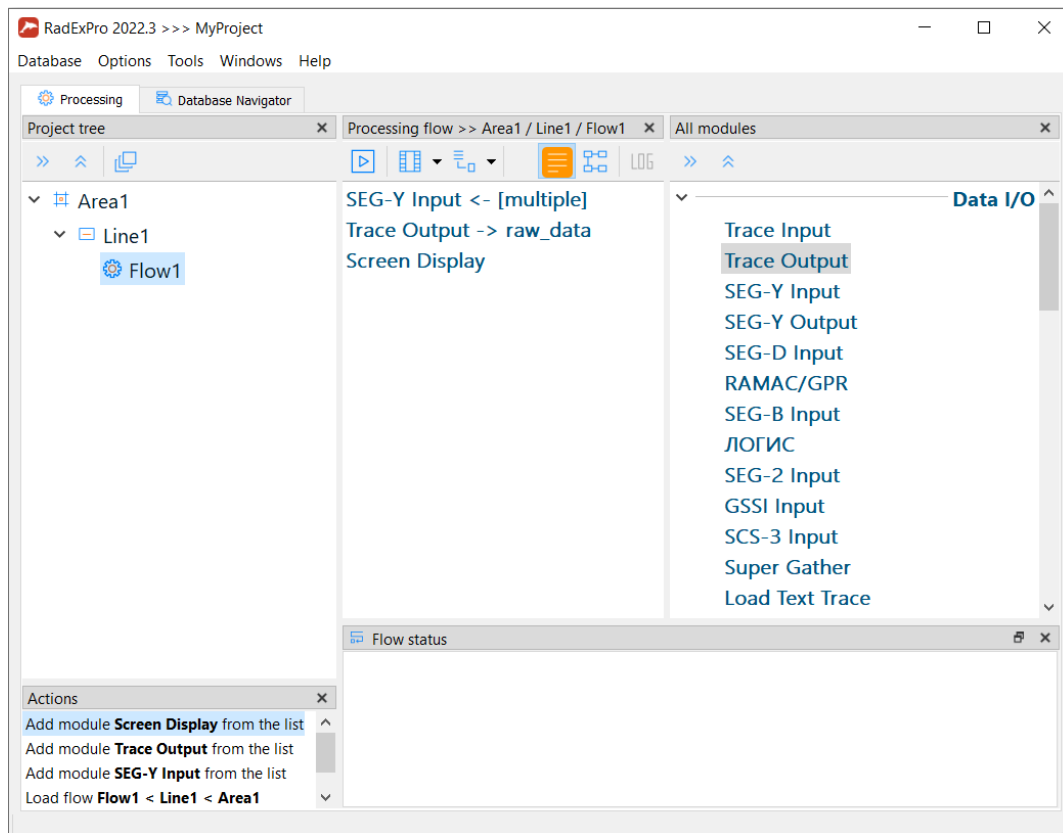 RadExPro 2022.3 >>> MyProject
Database Options Tools Windows Help
Processing Database Navigator
Project tree
Area1
Line1
Flow1
Processing flow >> Area1 / Line1 / Flow1
LOG
SEG-Y Input <- [multiple]
Trace Output -> raw_data
Screen Display
All modules
Data I/O
Trace Input
Trace Output
SEG-Y Input
SEG-Y Output
SEG-D Input
RAMAC/GPR
SEG-B Input
ЛОГИС
SEG-2 Input
GSSI Input
SCS-3 Input
Super Gather
Load Text Trace
Flow status
Actions
Add module Screen Display from the list
Add module Trace Output from the list
Add module SEG-Y Input from the list
Load flow Flow1 < Line1 < Area1